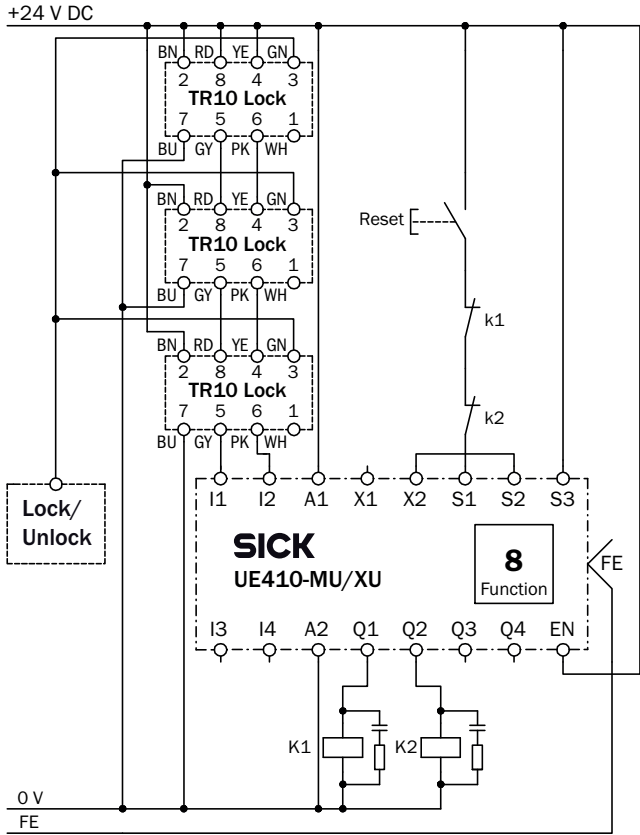 +24 V DC
BN RD YE GN
2 8 4 3
TR10 Lock
7 5 6 1
BU GY PK WH
BN RD YE GN
2 8 4 3
TR10 Lock
7 5 6 1
BU GY PK WH
Reset
k1
BN RD YE GN
2 8 4 3
TR10 Lock
7 5 6 1
BU GY PK WH
k2
I1 I2 A1 X1 X2 S1 S2 S3
Lock/
Unlock
SICK
UE410-MU/XU
8
Function
FE
I3 I4 A2 Q1 Q2 Q3 Q4 EN
K1 K2
0 V
FE